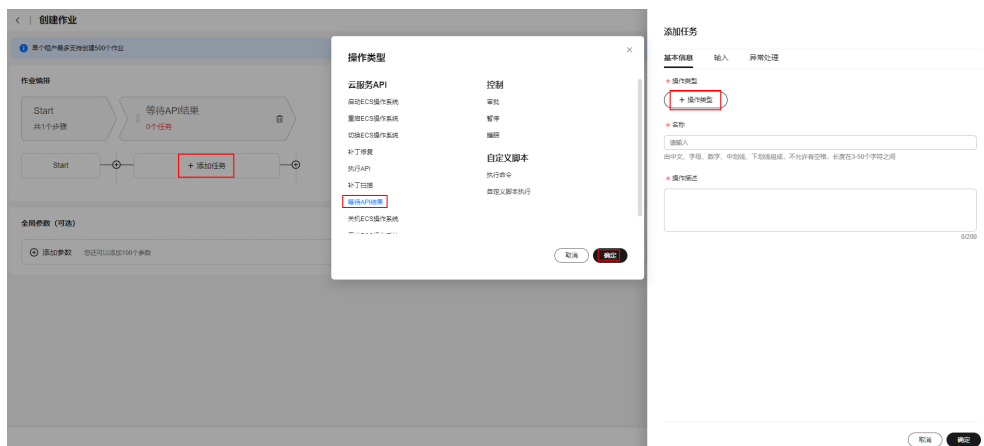 创建作业
单个租户最多支持创建500个作业
作业编排
Start
共1个步骤
等待API结果
0个任务
Start
+ 添加任务
全局参数（可选）
添加参数 您还可以添加100个参数
操作类型
云服务API
启动ECS操作系统
重启ECS操作系统
切换ECS操作系统
补丁修复
执行API
补丁扫描
等待API结果
关机ECS操作系统
控制
审批
暂停
睡眠
自定义脚本
执行命令
自定义脚本执行
取消
确定
添加任务
基本信息 输入 异常处理
* 操作类型
+ 操作类型
* 名称
请输入
由中文、字母、数字、中划线、下划线组成，不允许有空格，长度在3-50个字符之间
* 操作描述
0/200
取消
确定